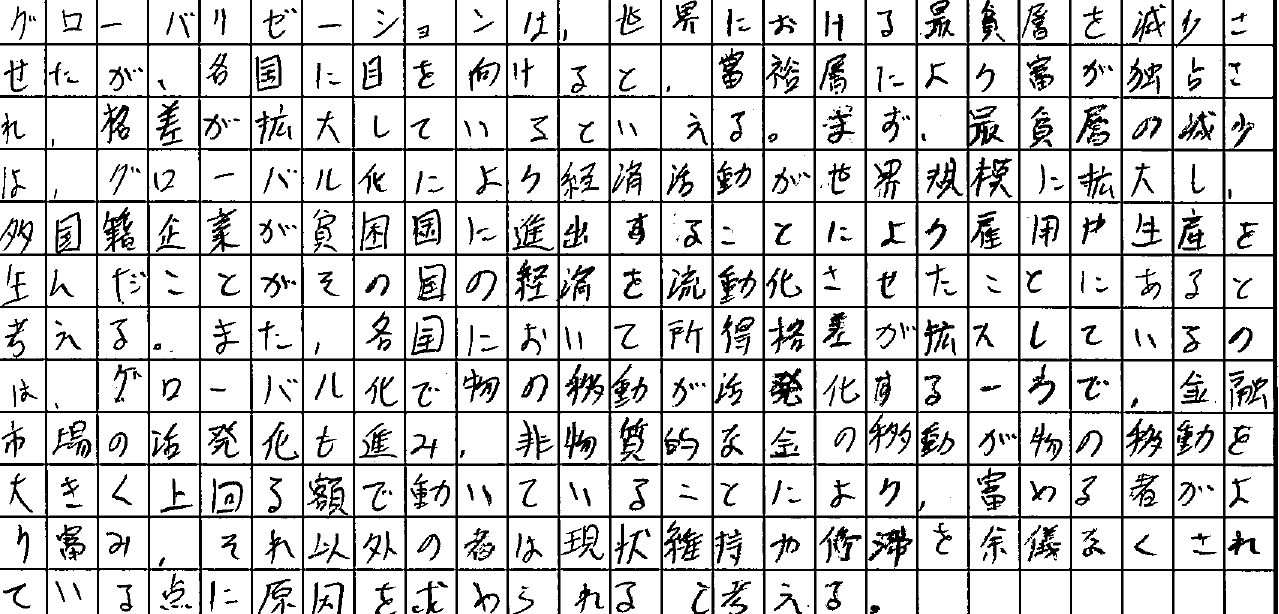 グローバリゼーションは,世界における最貧層を減少さ
せたが、各国に目を向けると,富裕層により富が独占さ
れ,格差が拡大しているといえる。まず,最貧層の減少
は,グローバル化により経済活動がせ界規模に拡大し,
多国籍企業が貧困国に進出することにより雇用や生産を
生んだことがその国の経済を流動化させたことにあると
考える。また,各国において所得格差が拡大しているの
は、グローバル化で物の移動が活発化する一方で,金融
市場の活発化も進み,非物質的な金の移動が物の移動を
大きく上回る額で動いていることにより,富める者がよ
り富み,それ以外の者は現状維持か停滞を余儀なくされ
ている点に原因を求められると考える。